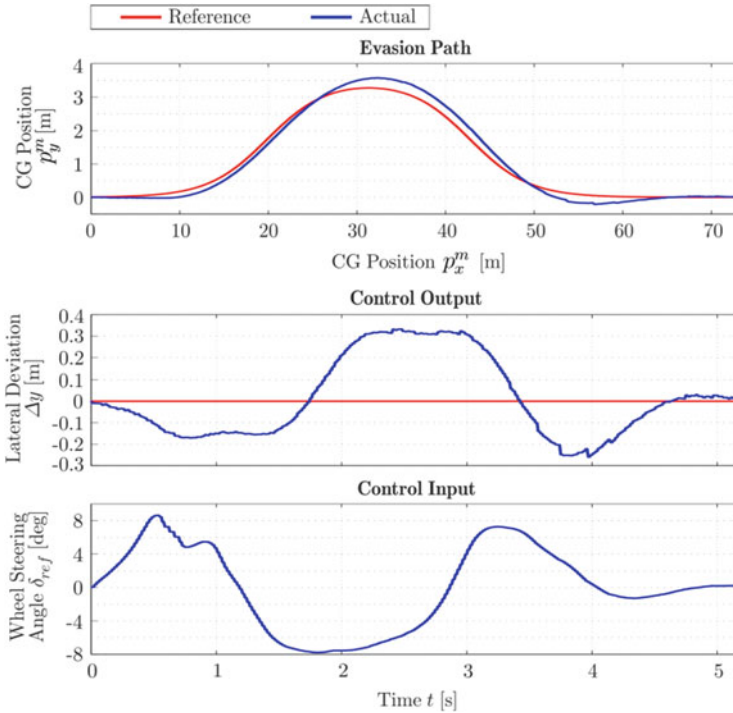 Reference Actual
Evasion Path
CG Position
p_y^m [m]
4
3
2
1
0
0 10 20 30 40 50 60 70
CG Position p_x^m [m]
Control Output
Lateral Deviation
Δy [m]
0.4
0.3
0.2
0.1
0
-0.1
-0.2
-0.3
Control Input
Wheel Steering
Angle δ_ref [deg]
8
4
0
-4
-8
0 1 2 3 4 5
Time t [s]